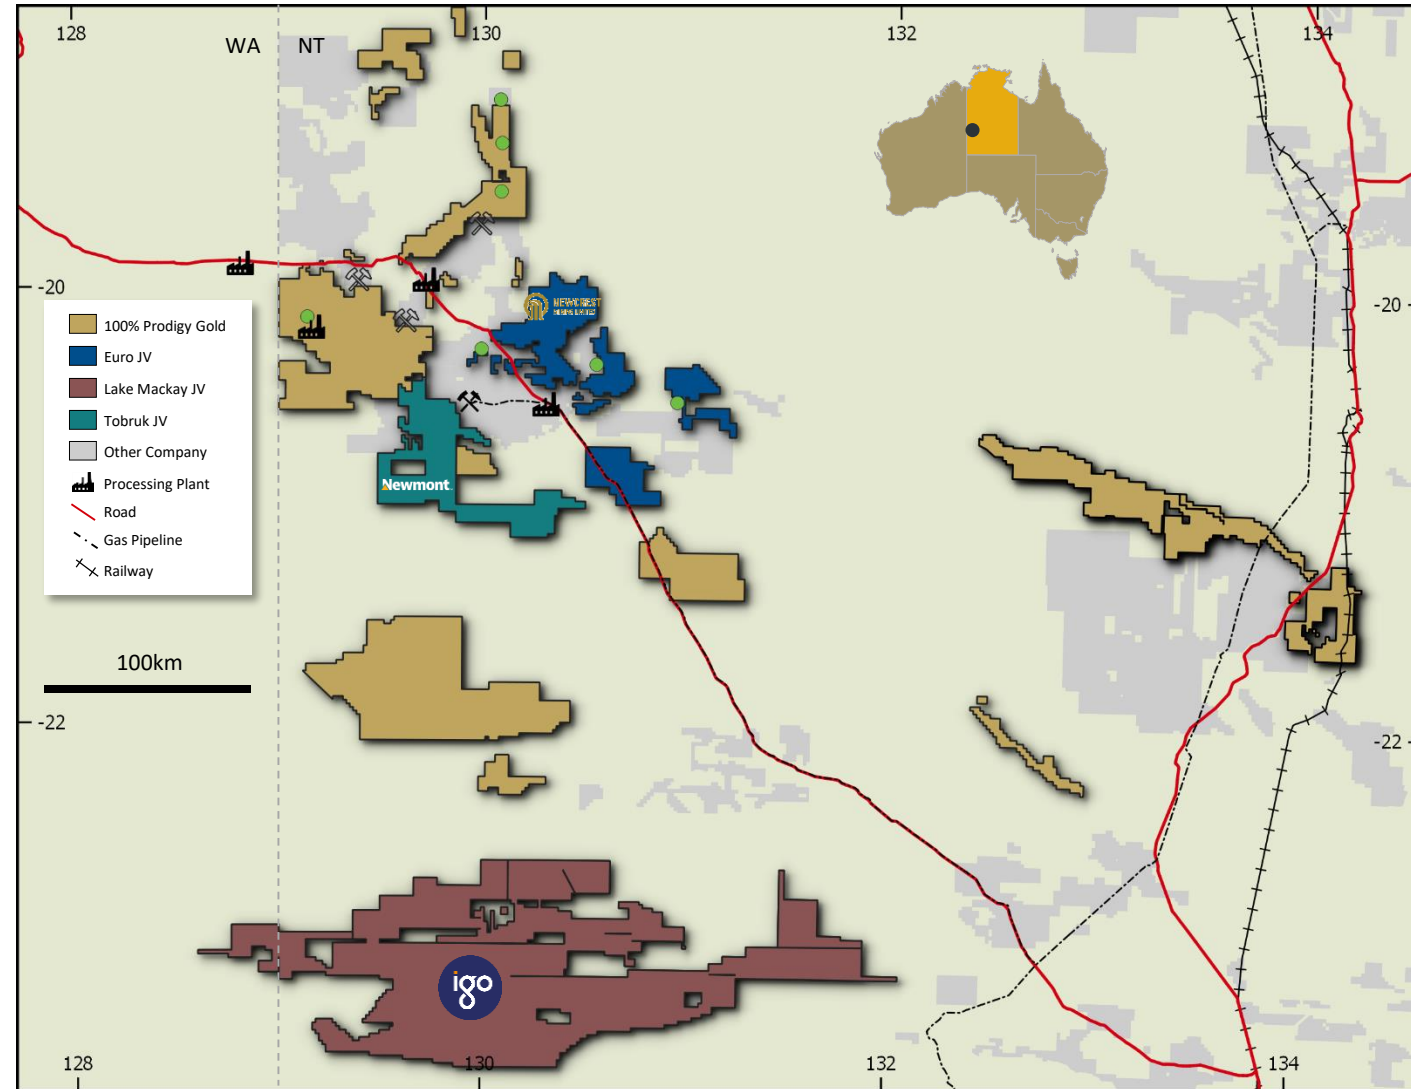 128
130
132
134
WA
NT
-20
-20
NEWCREST
100% Prodigy Gold
Euro JV
Lake Mackay JV
Tobruk JV
Other Company
Processing Plant
Road
Gas Pipeline
Railway
Newmont
100km
-22
-22
igo
128
130
132
134